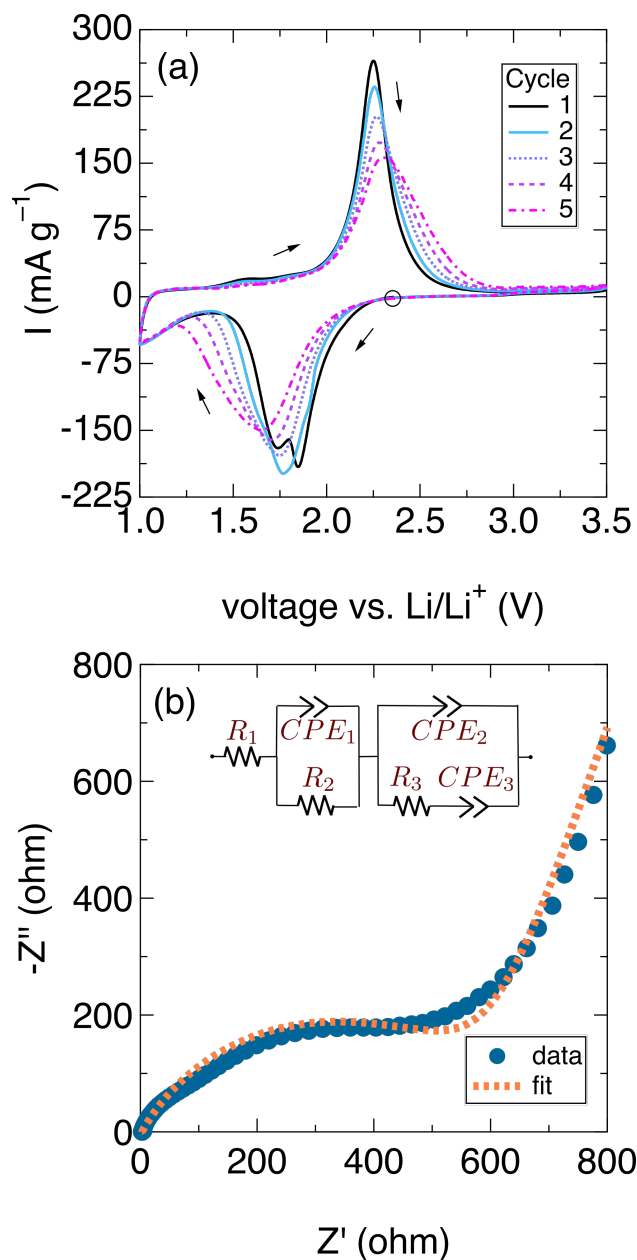 (a)
I (mA g⁻¹)
300
225
150
75
0
-75
-150
-225
Cycle
1
2
3
4
5
1.0 1.5 2.0 2.5 3.0 3.5
voltage vs. Li/Li⁺ (V)
(b)
-Z'' (ohm)
800
600
400
200
0
R₁ CPE₁ CPE₂
R₂ R₃ CPE₃
data
fit
0 200 400 600 800
Z' (ohm)